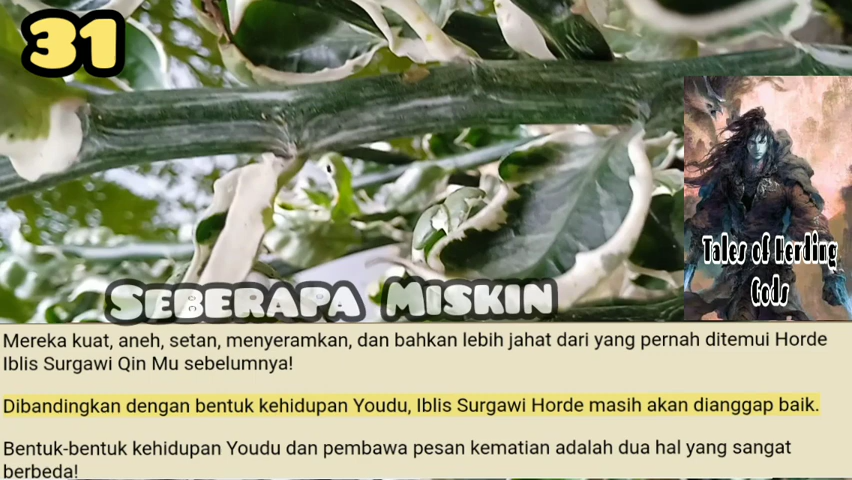 31
Tales of Herding
Gods
SEBERAPA MISKIN
Mereka kuat, aneh, setan, menyeramkan, dan bahkan lebih jahat dari yang pernah ditemui Horde
Iblis Surgawi Qin Mu sebelumnya!
Dibandingkan dengan bentuk kehidupan Youdu, Iblis Surgawi Horde masih akan dianggap baik.
Bentuk-bentuk kehidupan Youdu dan pembawa pesan kematian adalah dua hal yang sangat
berbeda!